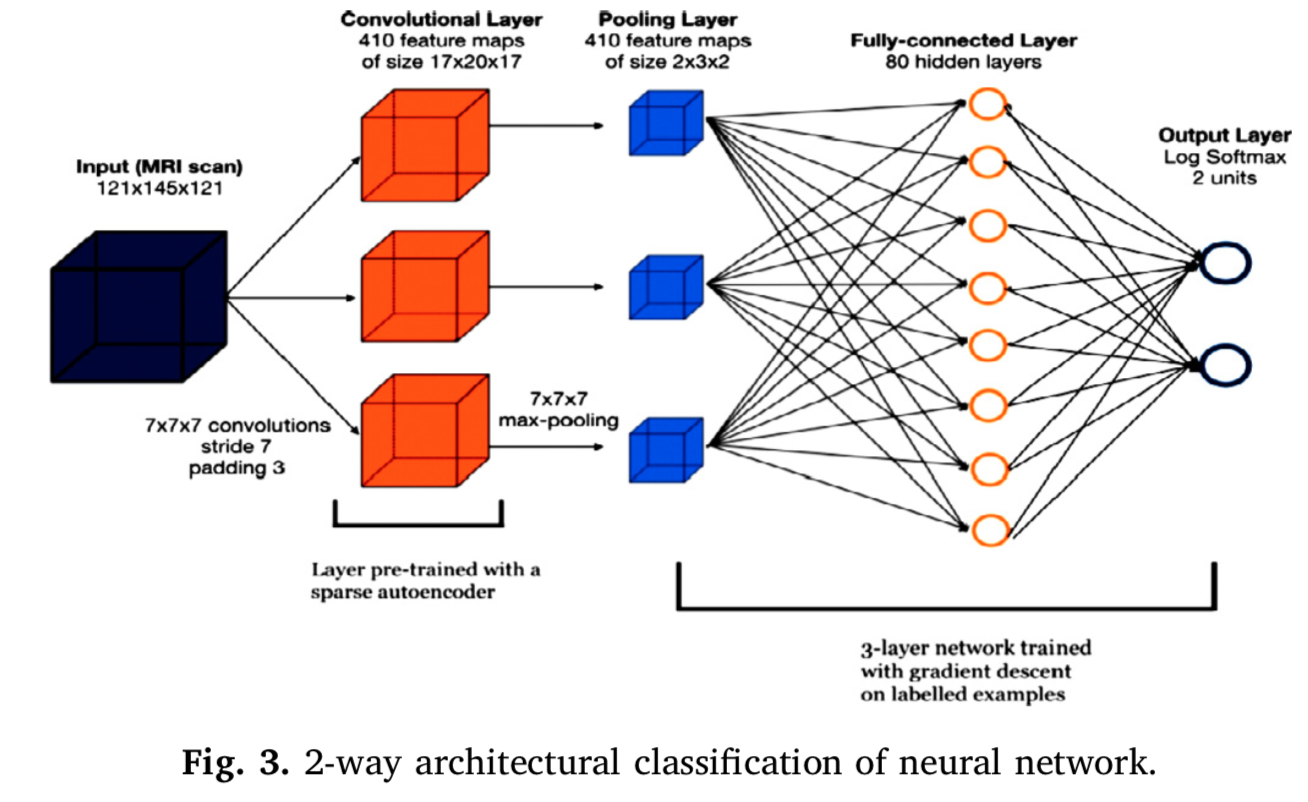 Convolutional Layer
410 feature maps
of size 17x20x17
Pooling Layer
410 feature maps
of size 2x3x2
Fully-connected Layer
80 hidden layers
Output Layer
Log Softmax
2 units
Input (MRI scan)
121x145x121
7x7x7 convolutions
stride 7
padding 3
7x7x7
max-pooling
Layer pre-trained with a
sparse autoencoder
3-layer network trained
with gradient descent
on labelled examples
Fig. 3. 2-way architectural classification of neural network.